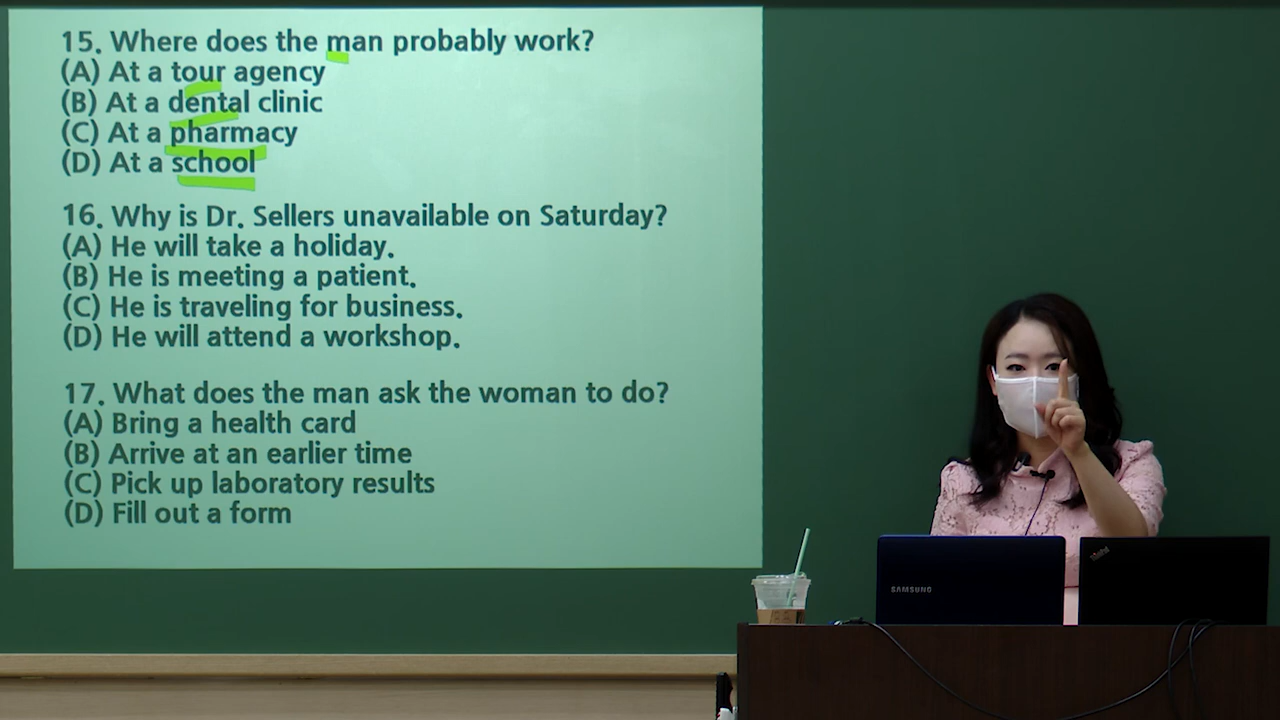 15. Where does the man probably work?
(A) At a tour agency
(B) At a dental clinic
(C) At a pharmacy
(D) At a school
16. Why is Dr. Sellers unavailable on Saturday?
(A) He will take a holiday.
(B) He is meeting a patient.
(C) He is traveling for business.
(D) He will attend a workshop.
17. What does the man ask the woman to do?
(A) Bring a health card
(B) Arrive at an earlier time
(C) Pick up laboratory results
(D) Fill out a form
SAMSUNG
ThinkPad